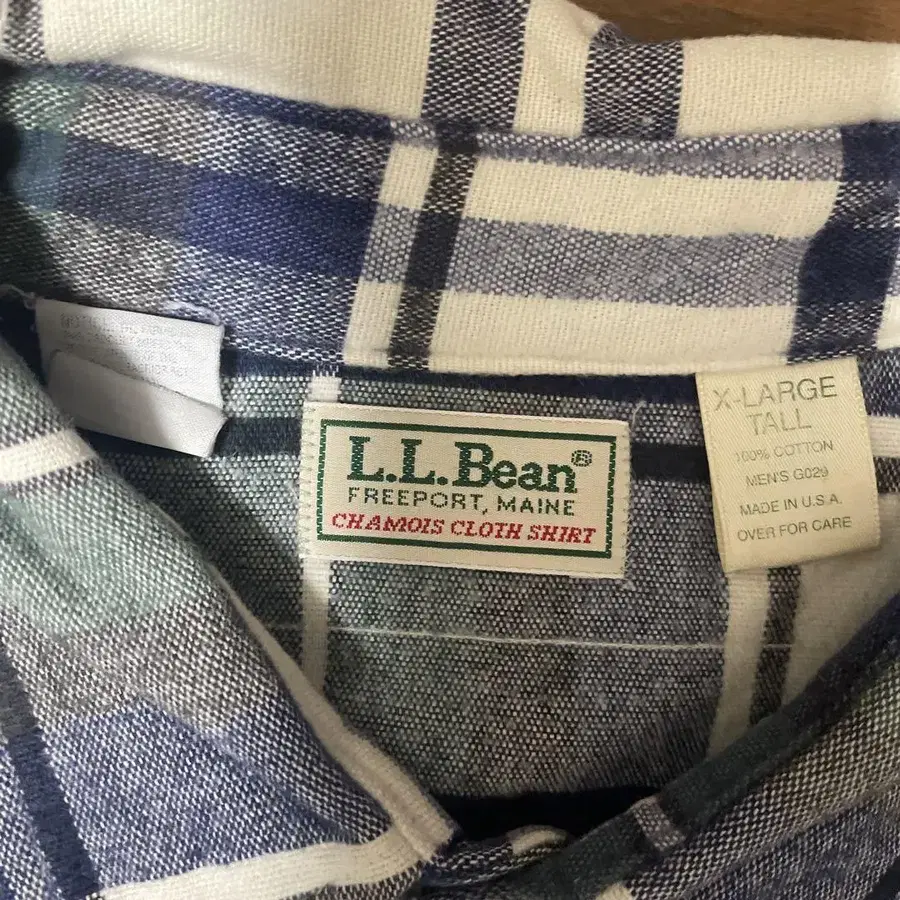 L.L.Bean®
FREEPORT, MAINE
CHAMOIS CLOTH SHIRT
X-LARGE
TALL
100% COTTON
MEN'S G029
MADE IN U.S.A.
OVER FOR CARE